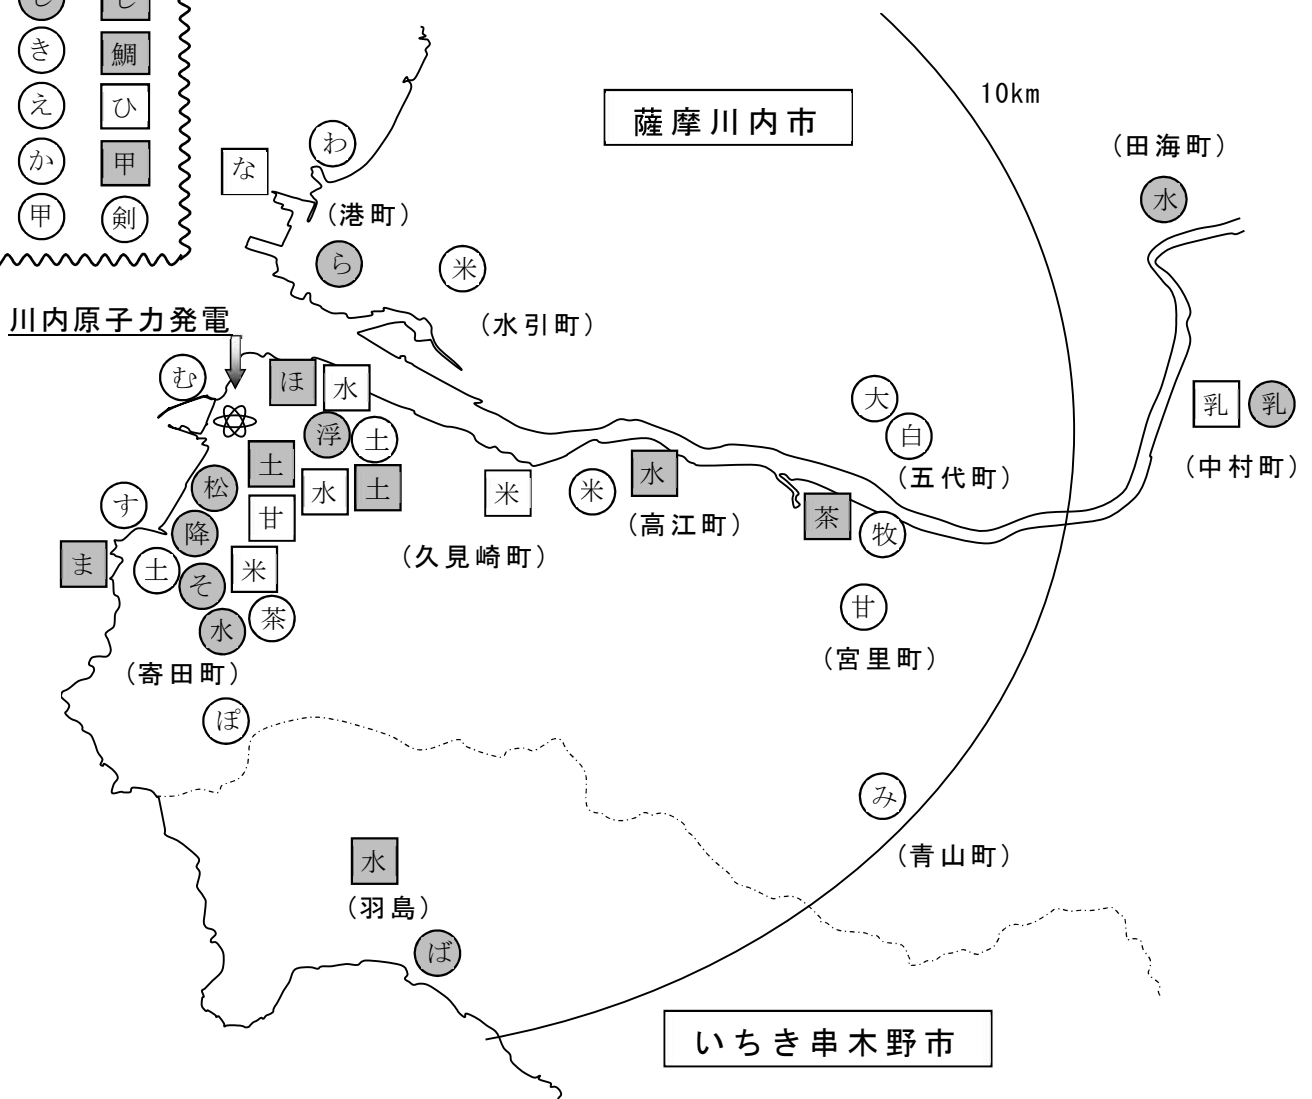 し し
き 鯛
え ひ
か 甲
甲 剣
10km
薩摩川内市
(田海町)
水
わ
な
(港町)
ら
米
(水引町)
川内原子力発電
む
ほ 水
浮 土
大
白
(五代町)
乳 乳
(中村町)
土
松
水 土
米
米
水
(高江町)
す
甘
降
茶
牧
(久見崎町)
ま
土
そ
米
水
茶
(寄田町)
甘
(宮里町)
ぽ
み
(青山町)
水
(羽島)
ば
いちき串木野市